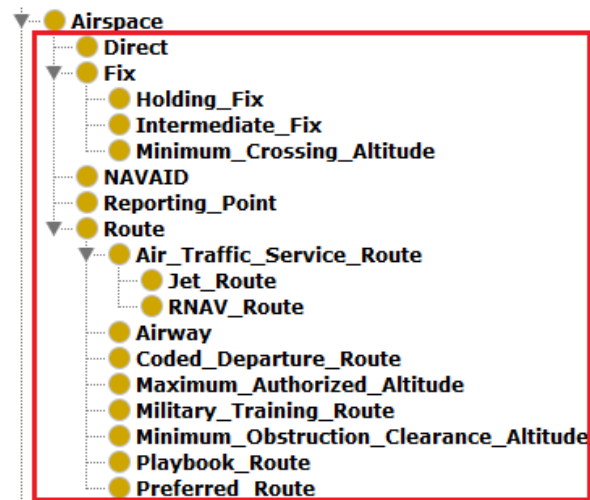 Airspace
Direct
Fix
Holding_Fix
Intermediate_Fix
Minimum_Crossing_Altitude
NAVAID
Reporting_Point
Route
Air_Traffic_Service_Route
Jet_Route
RNAV_Route
Airway
Coded_Departure_Route
Maximum_Authorized_Altitude
Military_Training_Route
Minimum_Obstruction_Clearance_Altitude
Playbook_Route
Preferred_Route